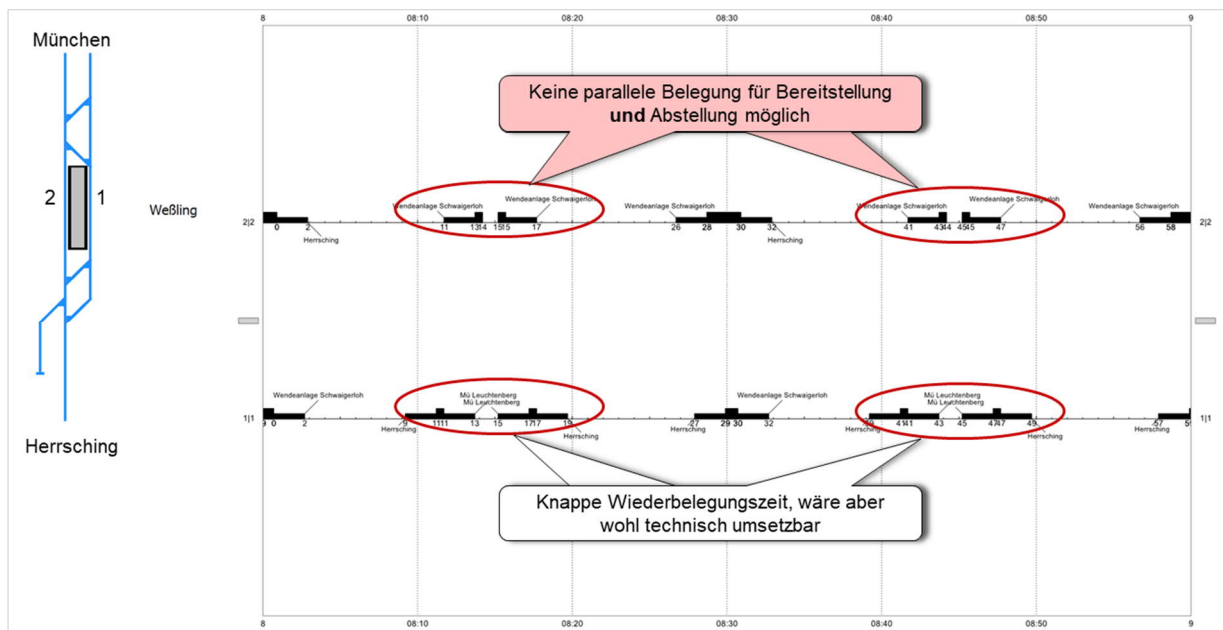 8 08:10 08:20 08:30 08:40 08:50 9
München
Keine parallele Belegung für Bereitstellung
und Abstellung möglich
2 1
Weßling
2|2
2|2
Wendeanlage Schwaigerloh
Wendeanlage Schwaigerloh
Wendeanlage Schwaigerloh
Wendeanlage Schwaigerloh
Wendeanlage Schwaigerloh
0 2 11 13 14 15 15 17 26 28 30 32 41 43 44 45 45 47 56 58
Herrsching
Herrsching
Wendeanlage Schwaigerloh
Mü Leuchtenberg
Mü Leuchtenberg
Wendeanlage Schwaigerloh
Mü Leuchtenberg
Mü Leuchtenberg
1|1
1|1
9 0 2 9 11 11 13 15 17 17 19 27 29 30 32 39 41 41 43 45 47 47 49 57 59
Herrsching
Herrsching
Herrsching
Herrsching
Herrsching
Herrsching
Herrsching
Knappe Wiederbelegungszeit, wäre aber
wohl technisch umsetzbar
8 08:10 08:20 08:30 08:40 08:50 9